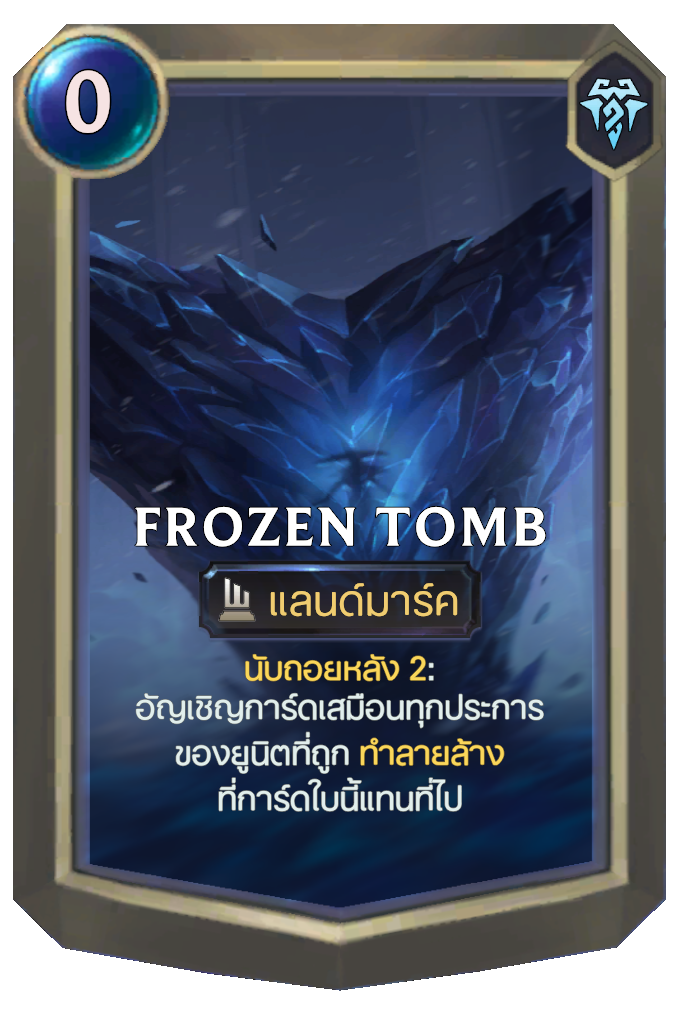 0
FROZEN TOMB
แลนด์มาร์ค
นับถอยหลัง 2:
อัญเชิญการ์ดเสมือนทุกประการ
ของยูนิตที่ถูก ทำลายล้าง
ที่การ์ดใบนี้แทนที่ไป